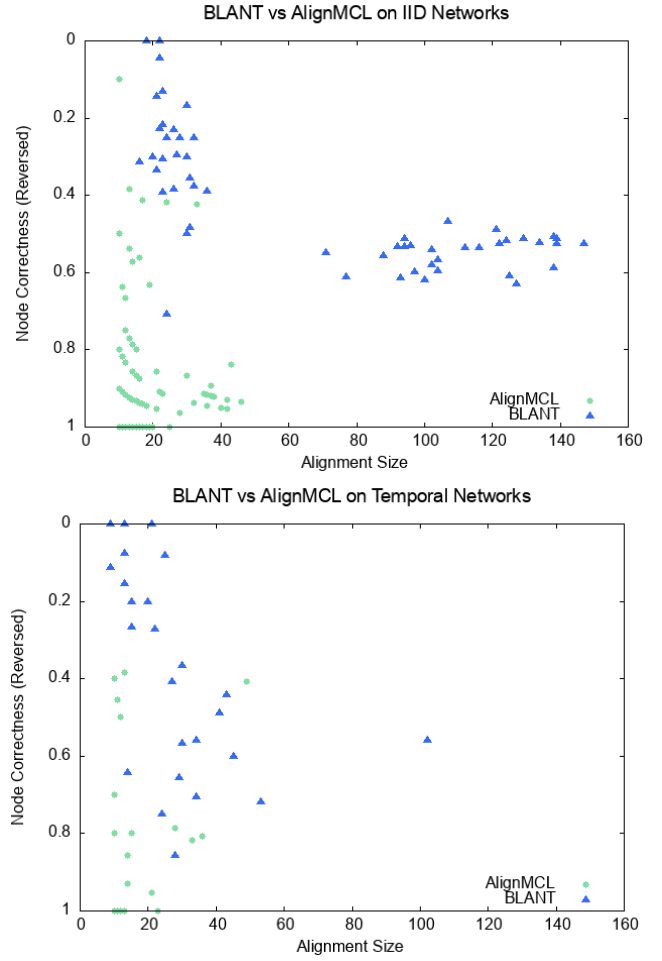 BLANT vs AlignMCL on IID Networks
0
0.2
0.4
0.6
0.8
1
Node Correctness (Reversed)
AlignMCL
BLANT
0 20 40 60 80 100 120 140 160
Alignment Size
BLANT vs AlignMCL on Temporal Networks
0
0.2
0.4
0.6
0.8
1
Node Correctness (Reversed)
AlignMCL
BLANT
0 20 40 60 80 100 120 140 160
Alignment Size